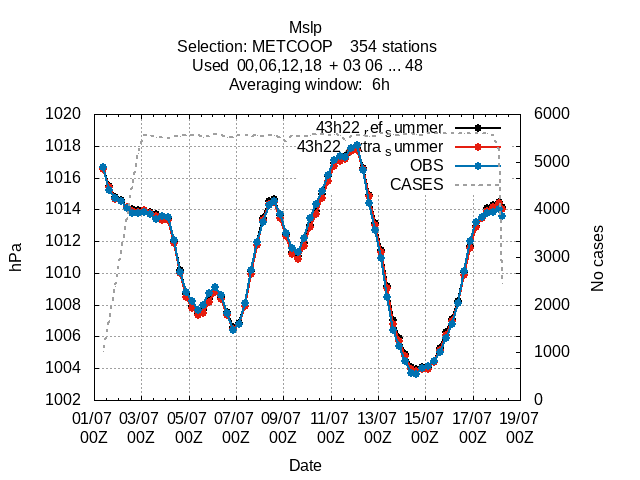 Mslp
Selection: METCOOP    354 stations
Used  00,06,12,18  + 03 06 ... 48
Averaging window:  6h
1020
1018
1016
1014
1012
1010
1008
1006
1004
1002
hPa
6000
5000
4000
3000
2000
1000
0
No cases
43h22_ref_summer
43h22_extra_summer
OBS
CASES
01/07 03/07 05/07 07/07 09/07 11/07 13/07 15/07 17/07 19/07
00Z 00Z 00Z 00Z 00Z 00Z 00Z 00Z 00Z 00Z
Date